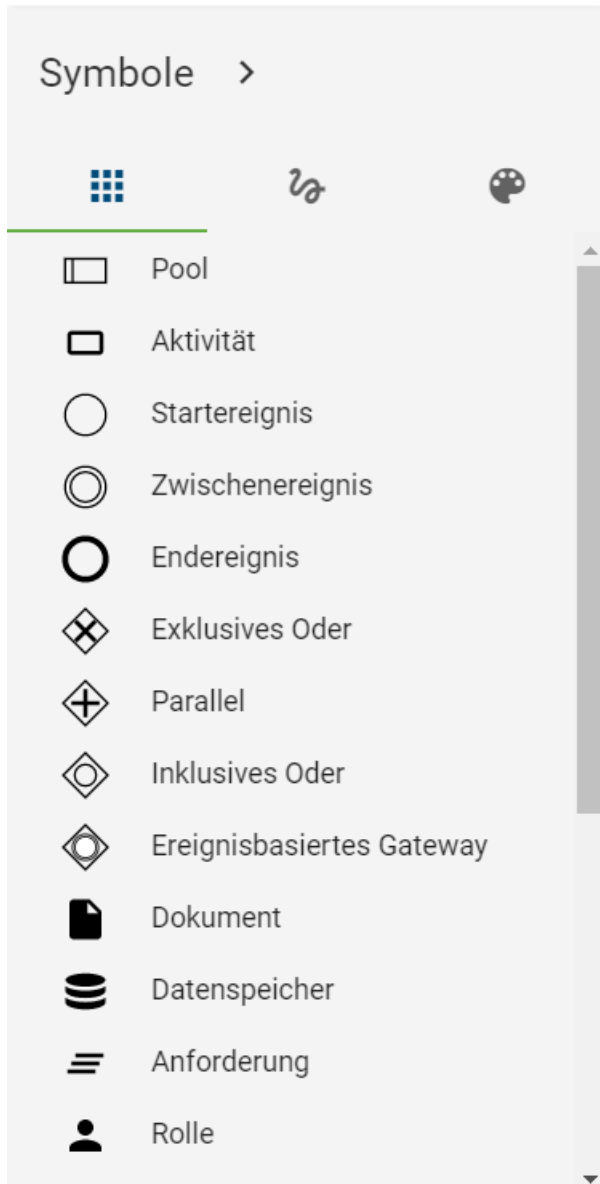 Symbole
Pool
Aktivität
Startereignis
Zwischenereignis
Endereignis
Exklusives Oder
Parallel
Inklusives Oder
Ereignisbasiertes Gateway
Dokument
Datenspeicher
Anforderung
Rolle